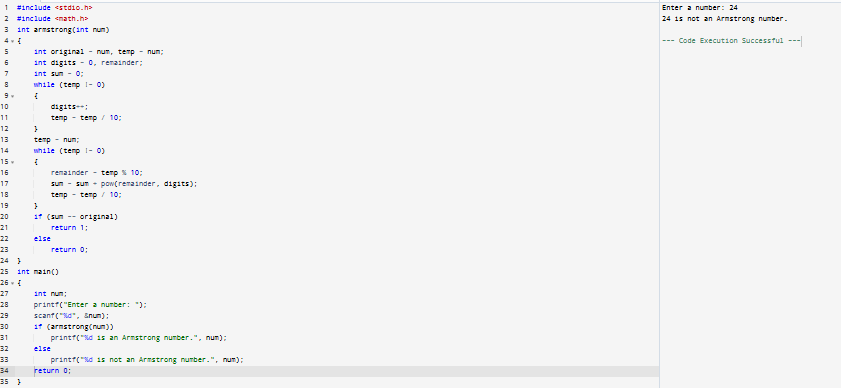 1 #include <stdio.h>
2 #include <math.h>
3 int armstrong(int num)
4 {
5 int original = num, temp = num;
6 int digits = 0, remainder;
7 int sum = 0;
8 while (temp != 0)
9 {
10 digits++;
11 temp = temp / 10;
12 }
13 temp = num;
14 while (temp != 0)
15 {
16 remainder = temp % 10;
17 sum = sum + pow(remainder, digits);
18 temp = temp / 10;
19 }
20 if (sum == original)
21 return 1;
22 else
23 return 0;
24 }
25 int main()
26 {
27 int num;
28 printf("Enter a number: ");
29 scanf("%d", &num);
30 if (armstrong(num))
31 printf("%d is an Armstrong number.", num);
32 else
33 printf("%d is not an Armstrong number.", num);
34 return 0;
35 }
Enter a number: 24
24 is not an Armstrong number.
=== Code Execution Successful ===